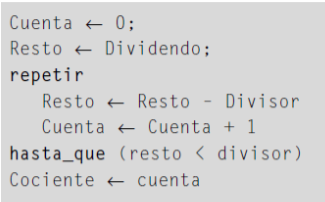 Cuenta ← 0;
Resto ← Dividendo;
repetir
Resto ← Resto - Divisor
Cuenta ← Cuenta + 1
hasta_que (resto < divisor)
Cociente ← cuenta